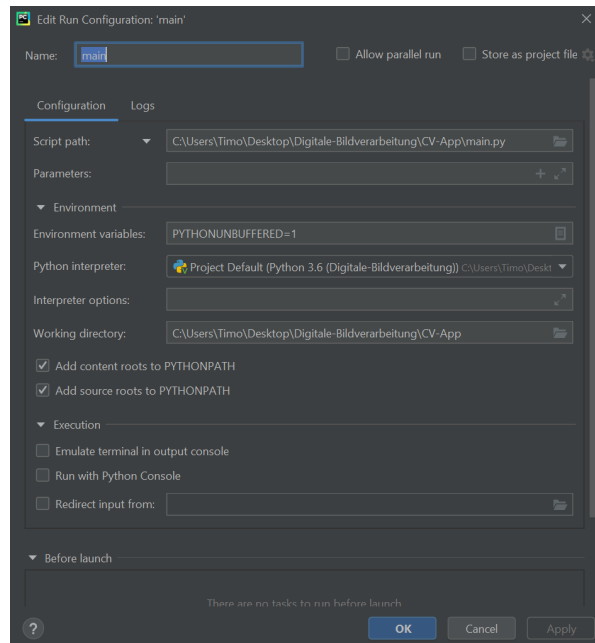 PC Edit Run Configuration: 'main'
Name: main Allow parallel run Store as project file
Configuration Logs
Script path: C:\Users\Timo\Desktop\Digitale-Bildverarbeitung\CV-App\main.py
Parameters:
Environment
Environment variables: PYTHONUNBUFFERED=1
Python interpreter: Project Default (Python 3.6 (Digitale-Bildverarbeitung)) C:\Users\Timo\Deskt
Interpreter options:
Working directory: C:\Users\Timo\Desktop\Digitale-Bildverarbeitung\CV-App
Add content roots to PYTHONPATH
Add source roots to PYTHONPATH
Execution
Emulate terminal in output console
Run with Python Console
Redirect input from:
Before launch
There are no tasks to run before launch
? OK Cancel Apply